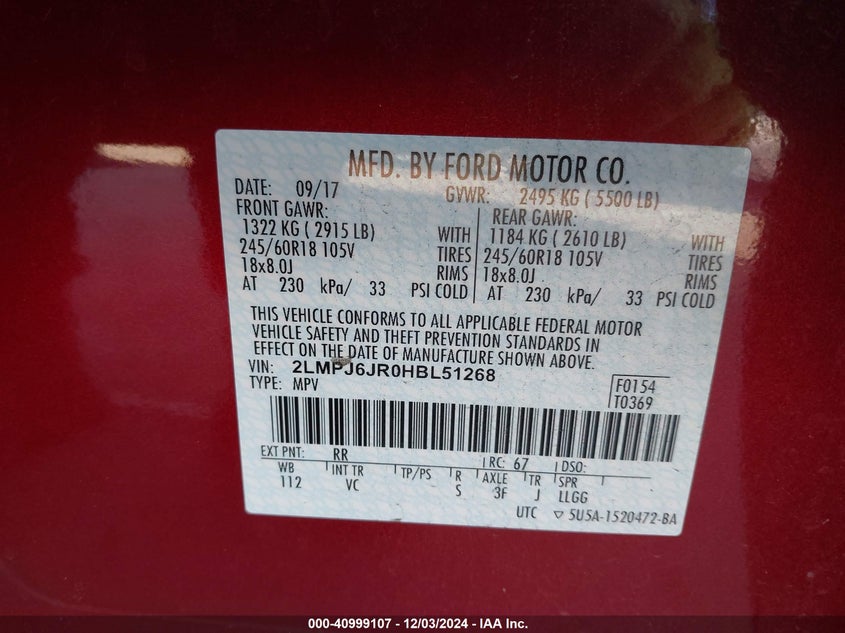 MFD. BY FORD MOTOR CO.
DATE: 09/17 GVWR: 2495 KG ( 5500 LB)
FRONT GAWR: REAR GAWR:
1322 KG ( 2915 LB) WITH 1184 KG ( 2610 LB) WITH
245/60R18 105V TIRES 245/60R18 105V TIRES
18x8.0J RIMS 18x8.0J RIMS
AT 230 kPa/ 33 PSI COLD AT 230 kPa/ 33 PSI COLD
THIS VEHICLE CONFORMS TO ALL APPLICABLE FEDERAL MOTOR
VEHICLE SAFETY AND THEFT PREVENTION STANDARDS IN
EFFECT ON THE DATE OF MANUFACTURE SHOWN ABOVE.
VIN: 2LMPJ6JR0HBL51268
TYPE: MPV
F0154
T0369
EXT PNT: RR RC: 67 DSO:
WB INT TR TP/PS R AXLE TR SPR
112 VC S 3F J LLGG
UTC ▽ 5U5A-1520472-BA
000-40999107 - 12/03/2024 - IAA Inc.